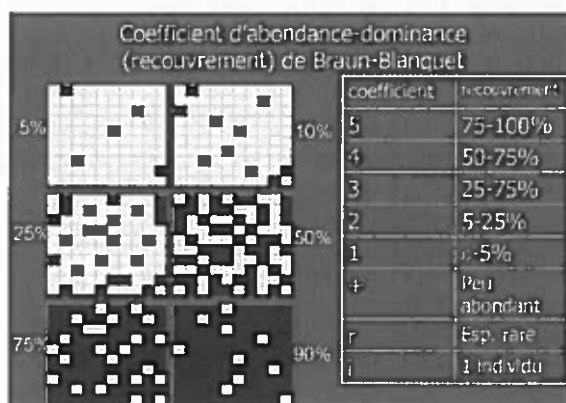 Coefficient d'abondance-dominance
(recouvrement) de Braun-Blanquet
5%
10%
25%
50%
75%
90%
coefficient recouvrement
5 75-100%
4 50-75%
3 25-75%
2 5-25%
1 -5%
+ Peu
abondant
r Esp. rare
i 1 individu